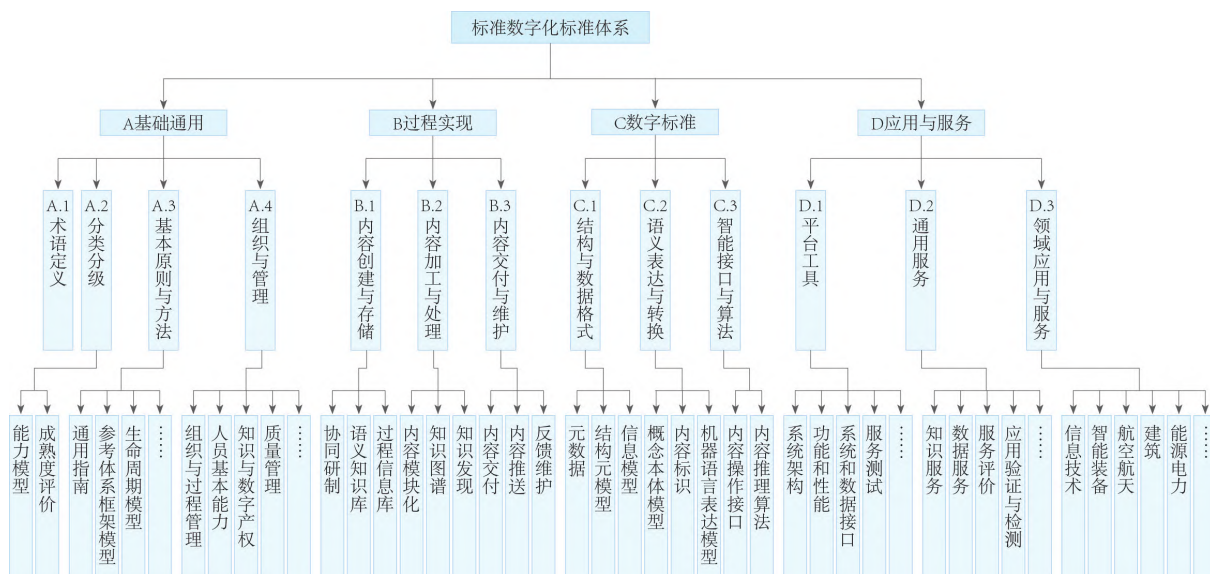 标准数字化标准体系
A基础通用
B过程实现
C数字标准
D应用与服务
A.1术语定义
A.2分类分级
A.3基本原则与方法
A.4组织与管理
B.1内容创建与存储
B.2内容加工与处理
B.3内容交付与维护
C.1结构与数据格式
C.2语义表达与转换
C.3智能接口与算法
D.1平台工具
D.2通用服务
D.3领域应用与服务
能力模型
成熟度评价
通用指南
参考体系框架模型
生命周期模型
……
组织与过程管理
人员基本能力
知识与数字产权
质量管理
……
协同研制
语义知识库
过程信息库
内容模块化
知识图谱
知识发现
内容交付
内容推送
反馈维护
元数据
结构元模型
信息模型
概念本体模型
内容标识
机器语言表达模型
内容操作接口
内容推理算法
系统架构
功能和性能
系统和数据接口
服务测试
……
知识服务
数据服务
服务评价
应用验证与检测
……
信息技术
智能装备
航空航天
建筑
能源电力
……